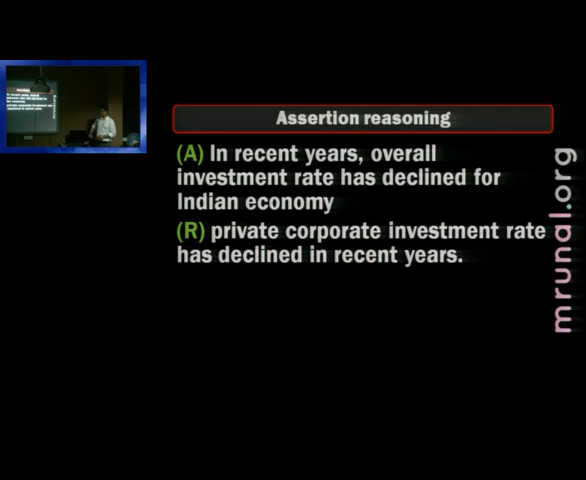 Assertion reasoning
(A) In recent years, overall
investment rate has declined for
Indian economy
(R) private corporate investment rate
has declined in recent years.
mrunal.org